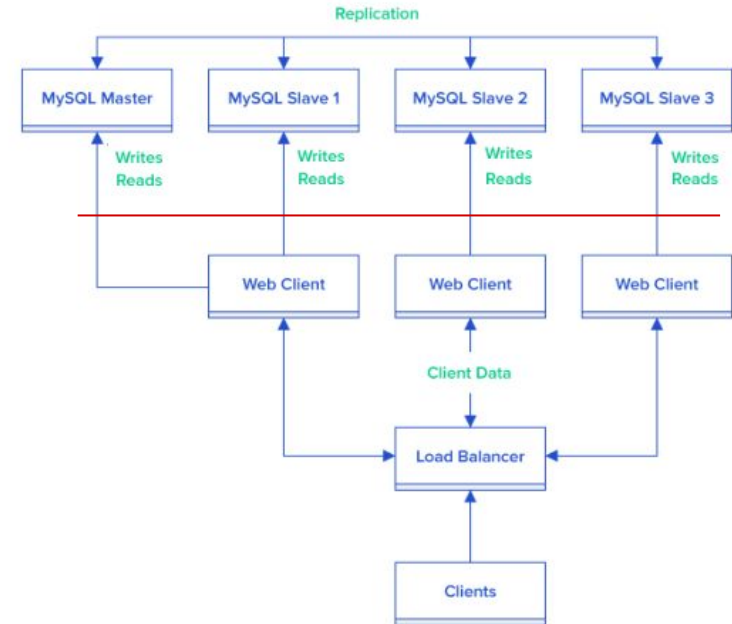 Replication
MySQL Master
MySQL Slave 1
MySQL Slave 2
MySQL Slave 3
Writes
Reads
Writes
Reads
Writes
Reads
Writes
Reads
Web Client
Web Client
Web Client
Client Data
Load Balancer
Clients